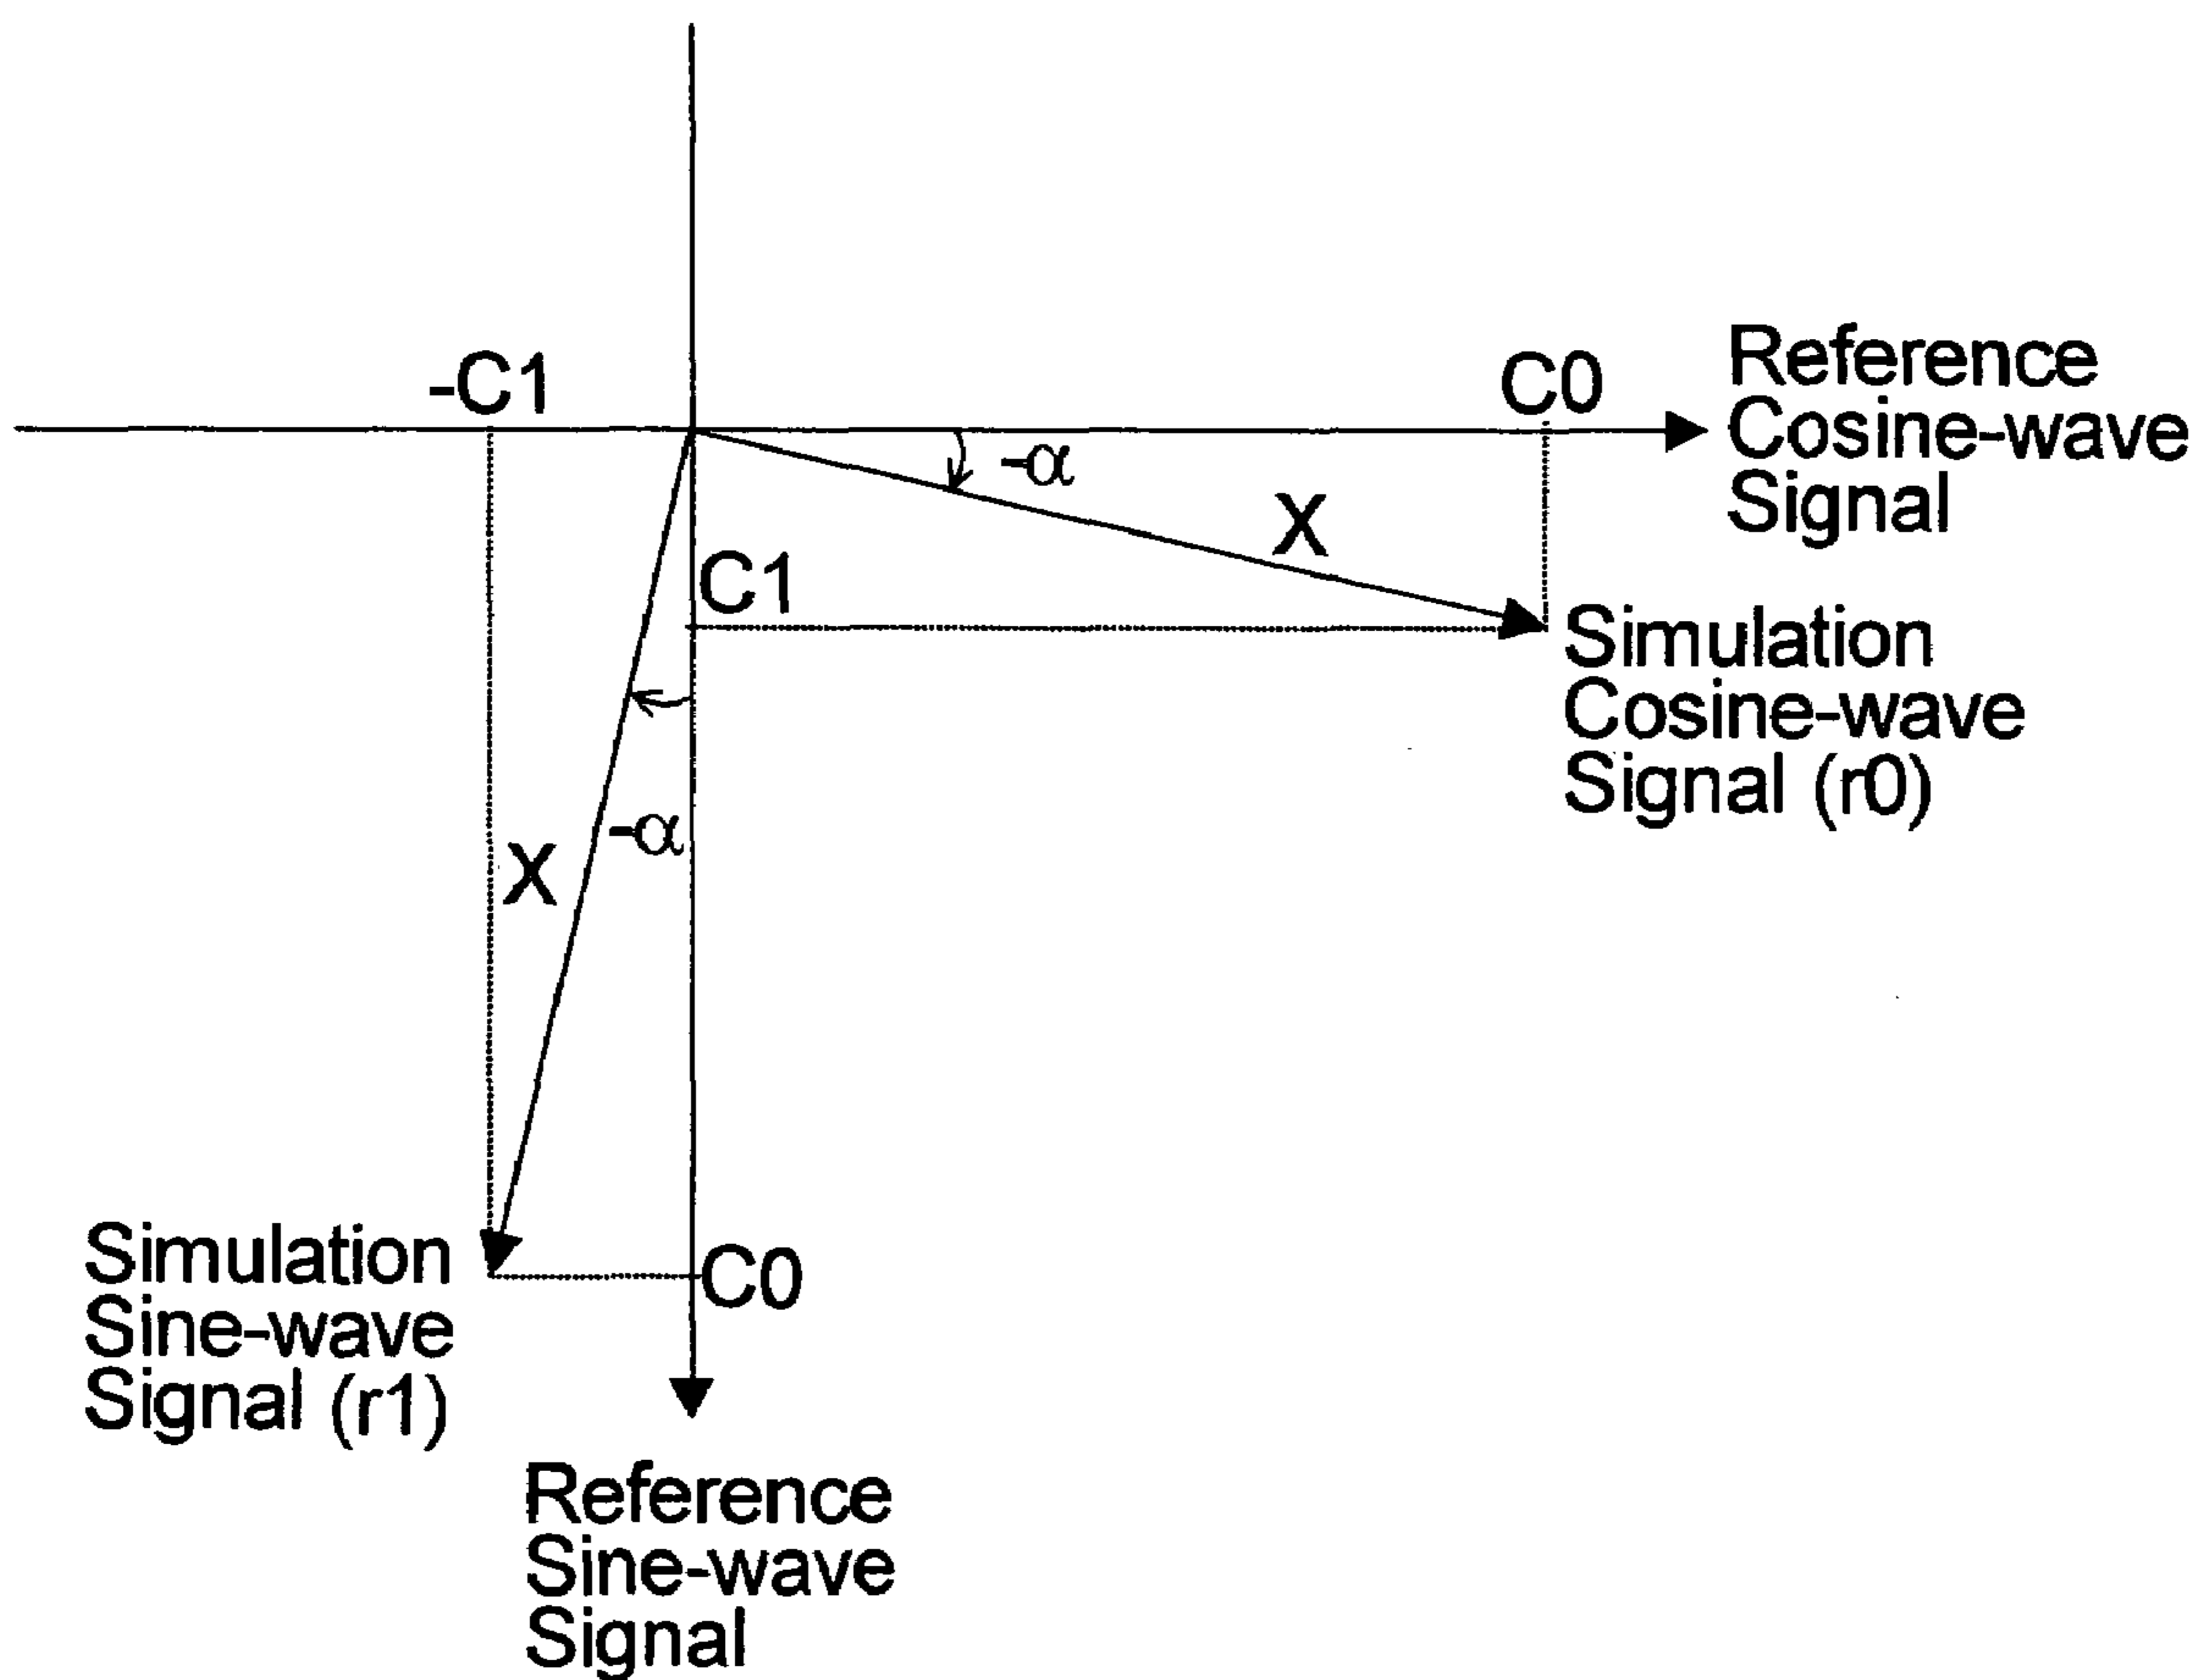 -C1
C0
Reference
Cosine-wave
Signal
-α
X
C1
Simulation
Cosine-wave
Signal (r0)
-α
X
Simulation
Sine-wave
Signal (r1)
C0
Reference
Sine-wave
Signal